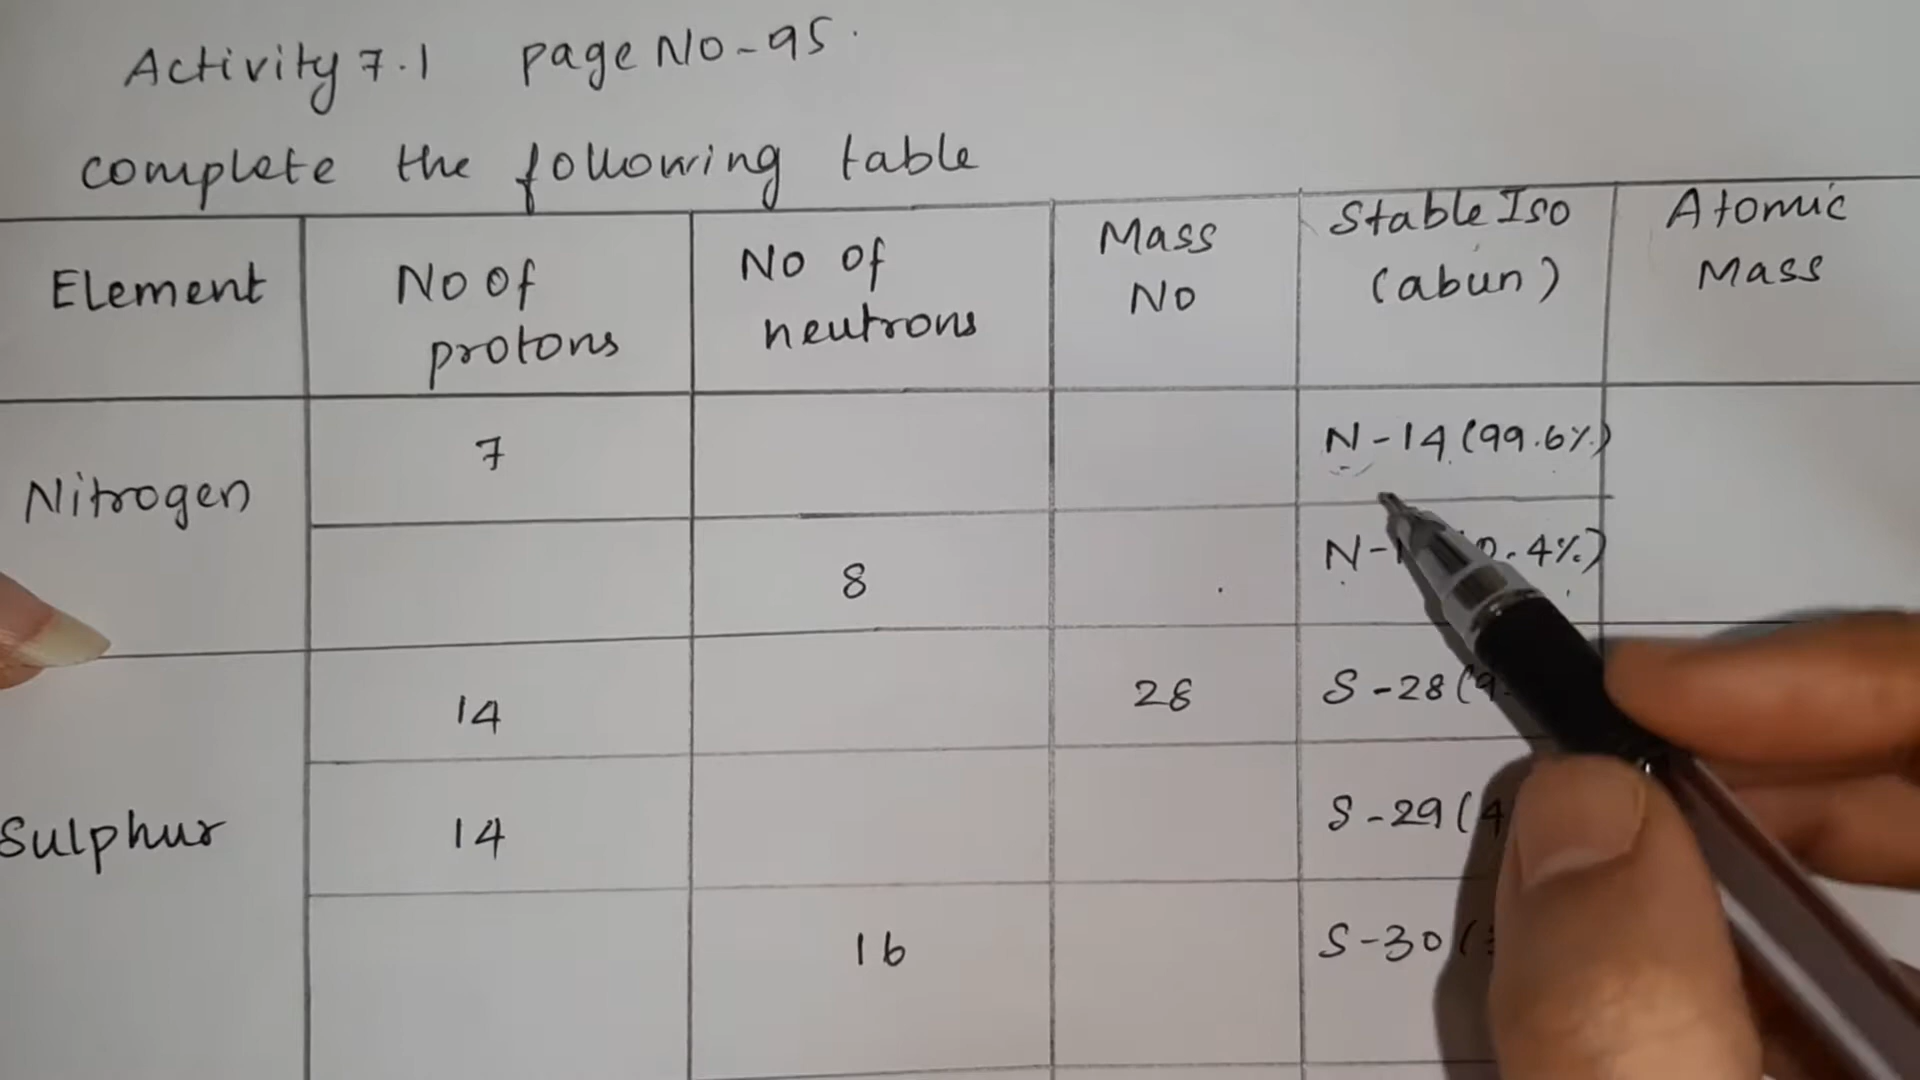 Activity 7.1 page No-95.
complete the following table
Element
No of
protons
No of
neutrons
Mass
No
Stable Iso
(abun)
Atomic
Mass
Nitrogen
7
N-14 (99.6%)
8
.4%)
Sulphur
14
28
S-28 (
14
S-29 (4
16
S-30 (